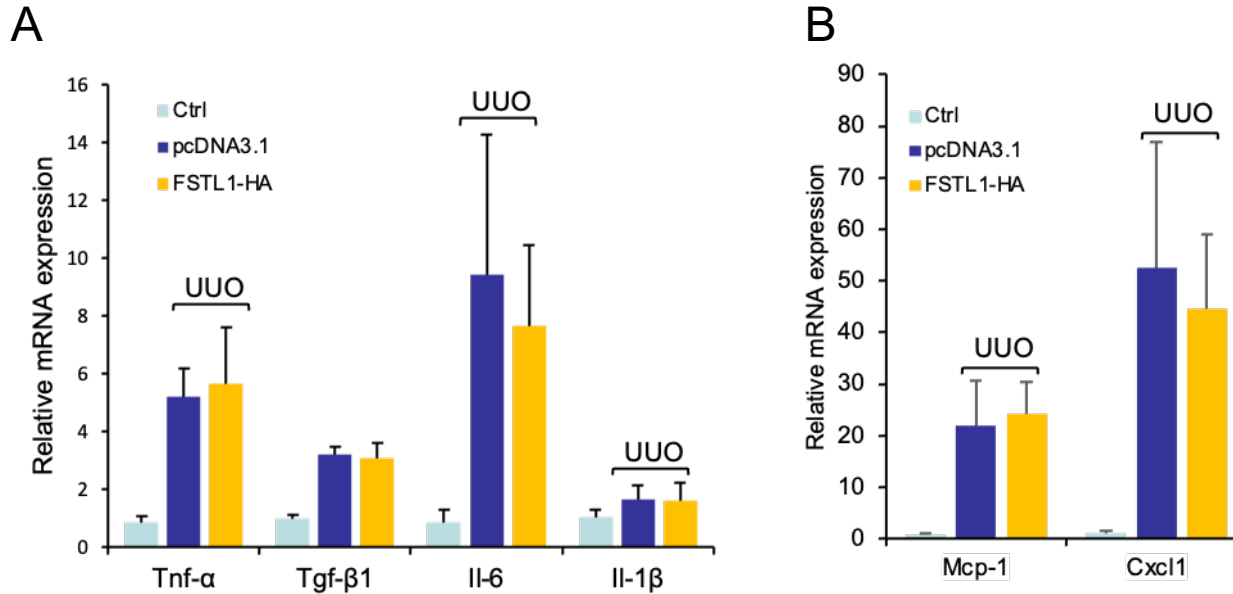 A
Relative mRNA expression
16
14
12
10
8
6
4
2
0
Ctrl
pcDNA3.1
FSTL1-HA
UUO
UUO
UUO
Tnf-α
Tgf-β1
Il-6
Il-1β
B
Relative mRNA expression
90
80
70
60
50
40
30
20
10
0
Ctrl
pcDNA3.1
FSTL1-HA
UUO
UUO
Mcp-1
Cxcl1